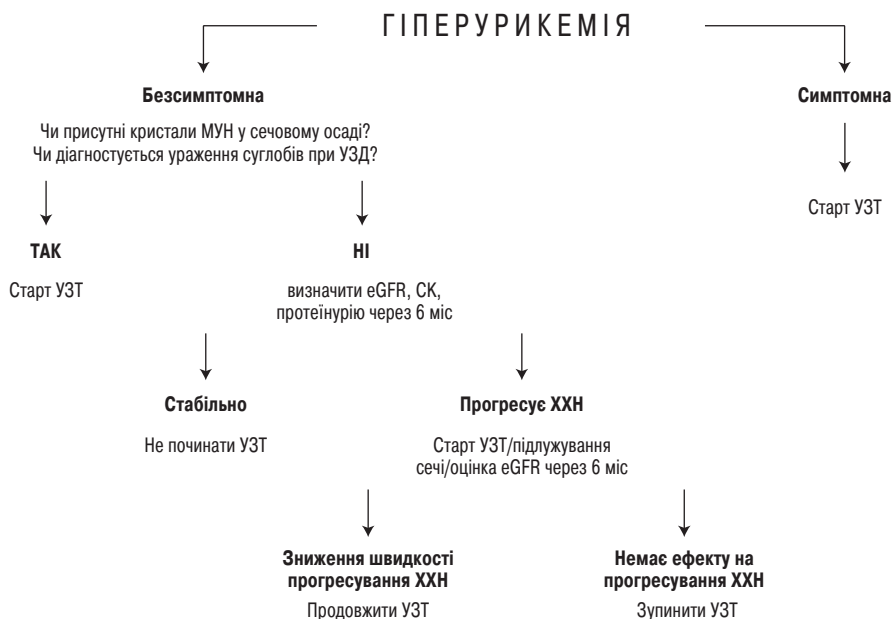 ГІПЕРУРИКЕМІЯ
Безсимптомна
Симптомна
Чи присутні кристали МУН у сечовому осаді?
Чи діагностується ураження суглобів при УЗД?
Старт УЗТ
ТАК
НІ
Старт УЗТ
визначити eGFR, СК,
протеїнурію через 6 міс
Стабільно
Прогресує ХХН
Не починати УЗТ
Старт УЗТ/підлужування
сечі/оцінка eGFR через 6 міс
Зниження швидкості
прогресування ХХН
Немає ефекту на
прогресування ХХН
Продовжити УЗТ
Зупинити УЗТ